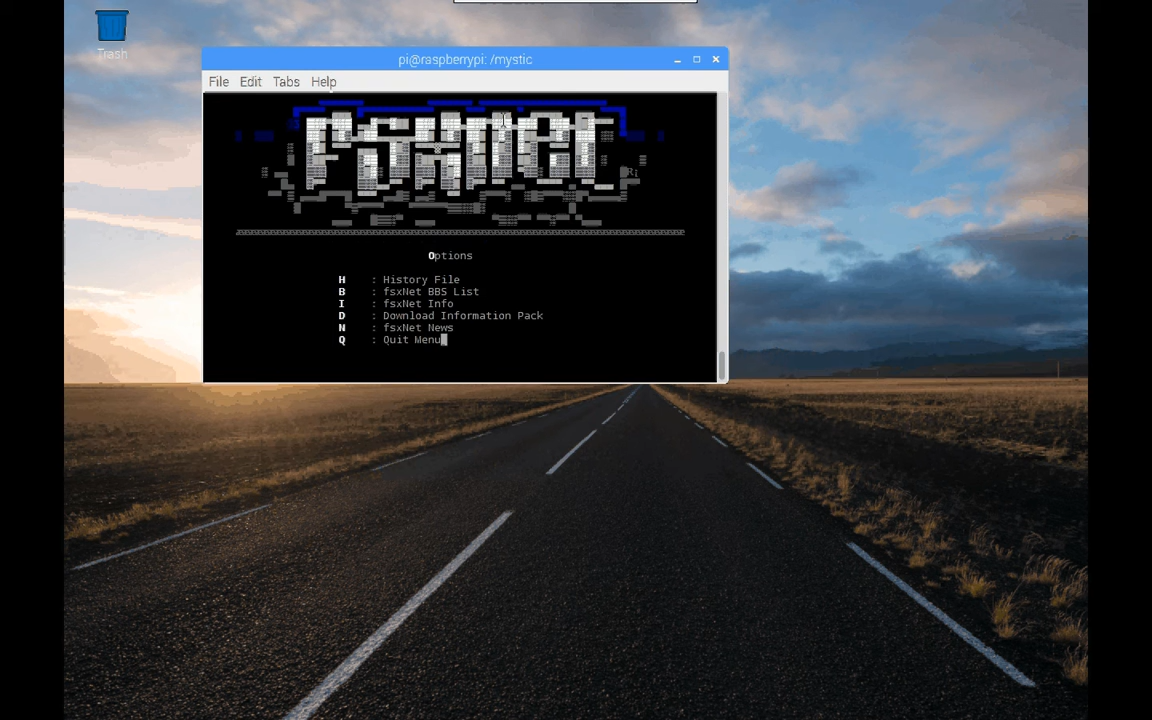 Trash
pi@raspberrypi: /mystic
File Edit Tabs Help
fsxNet
Options
H : History File
B : fsxNet BBS List
I : fsxNet Info
D : Download Information Pack
N : fsxNet News
Q : Quit Menu